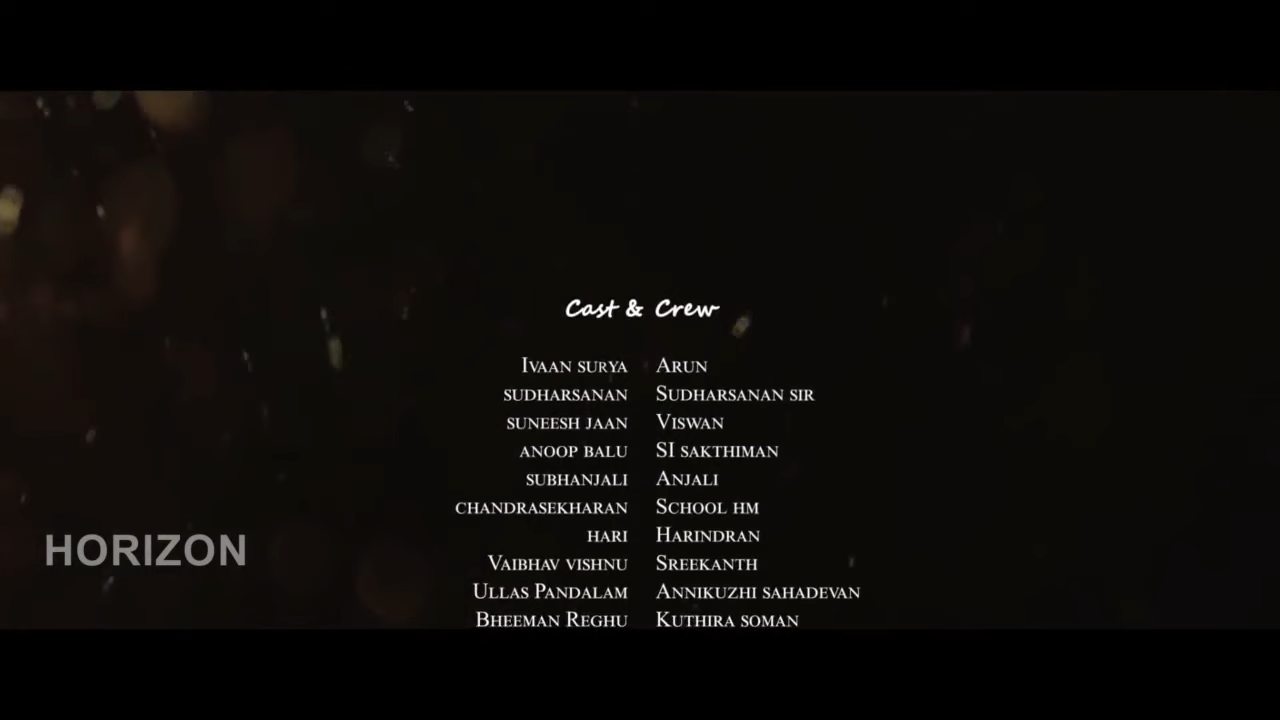 Cast & Crew
Ivaan surya Arun
sudharsanan Sudharsanan sir
suneesh jaan Viswan
anoop balu SI sakthiman
subhanjali Anjali
chandrasekharan School hm
hari Harindran
Vaibhav vishnu Sreekanth
Ullas Pandalam Annikuzhi sahadevan
Bheeman Reghu Kuthira soman
HORIZON